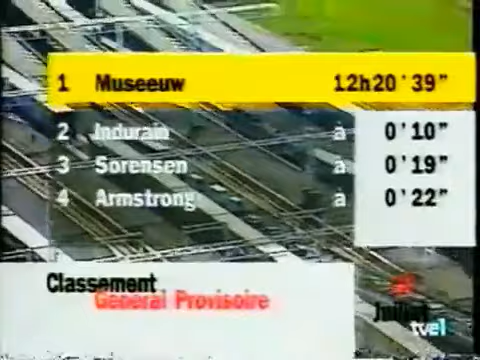 1 Museeuw 12h20'39"
2 Indurain à 0'10"
3 Sorensen à 0'19"
4 Armstrong à 0'22"
Classement
General Provisoire
Juillet
tve1